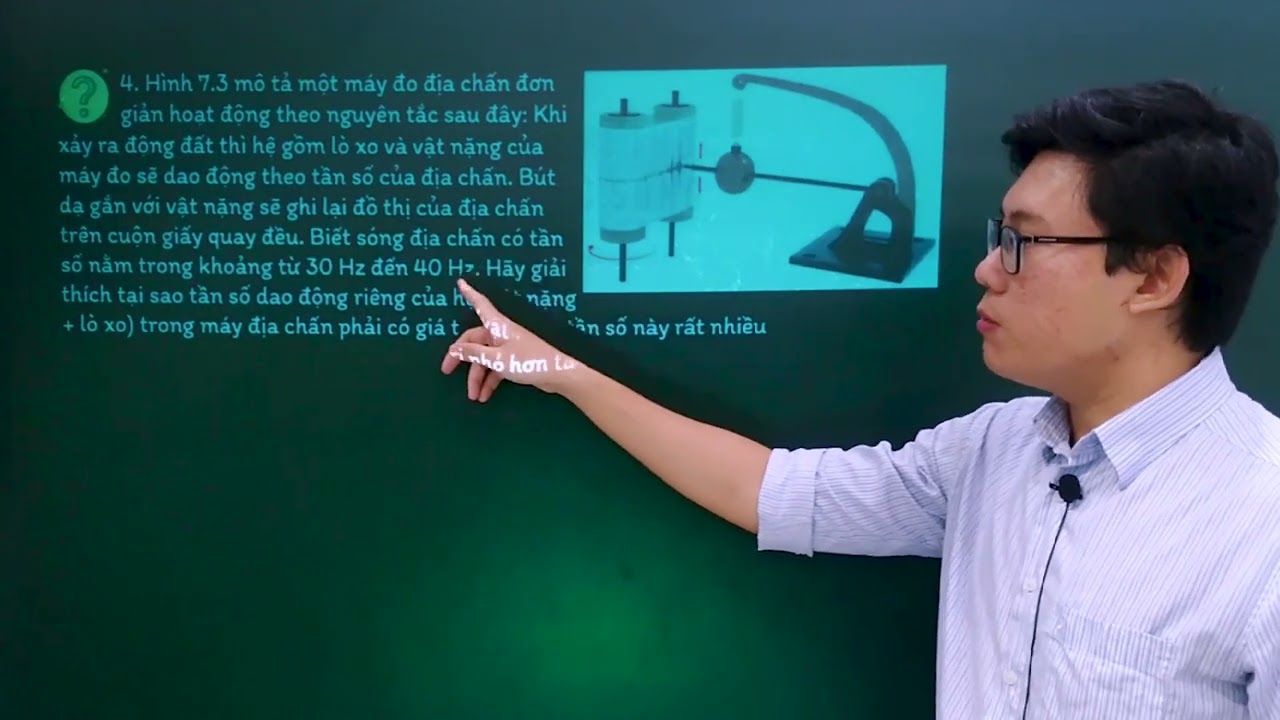 4. Hình 7.3 mô tả một máy đo địa chấn đơn
giản hoạt động theo nguyên tắc sau đây: Khi
xảy ra động đất thì hệ gồm lò xo và vật nặng của
máy đo sẽ dao động theo tần số của địa chấn. Bút
dạ gắn với vật nặng sẽ ghi lại đồ thị của địa chấn
trên cuộn giấy quay đều. Biết sóng địa chấn có tần
số nằm trong khoảng từ 30 Hz đến 40 Hz. Hãy giải
thích tại sao tần số dao động riêng của nặng
+ lò xo) trong máy địa chấn phải có giá nhỏ hơn số này rất nhiều